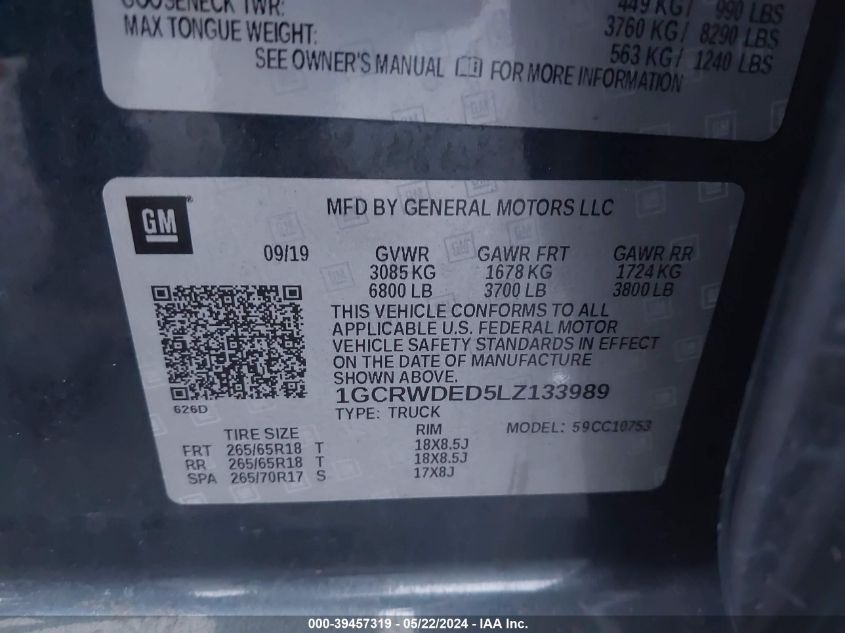 GOOSENECK TWR: 449 KG/ 990 LBS
3760 KG/ 8290 LBS
MAX TONGUE WEIGHT: 563 KG/ 1240 LBS
SEE OWNER'S MANUAL FOR MORE INFORMATION
GM ® MFD BY GENERAL MOTORS LLC
09/19 GVWR GAWR FRT GAWR RR
3085 KG 1678 KG 1724 KG
6800 LB 3700 LB 3800 LB
THIS VEHICLE CONFORMS TO ALL
APPLICABLE U.S. FEDERAL MOTOR
VEHICLE SAFETY STANDARDS IN EFFECT
ON THE DATE OF MANUFACTURE
SHOWN ABOVE.
626D 1GCRWDED5LZ133989
TYPE: TRUCK
TIRE SIZE RIM MODEL: 59CC10753
FRT 265/65R18 T 18X8.5J
RR 265/65R18 T 18X8.5J
SPA 265/70R17 S 17X8J
000-39457319 - 05/22/2024 - IAA Inc.